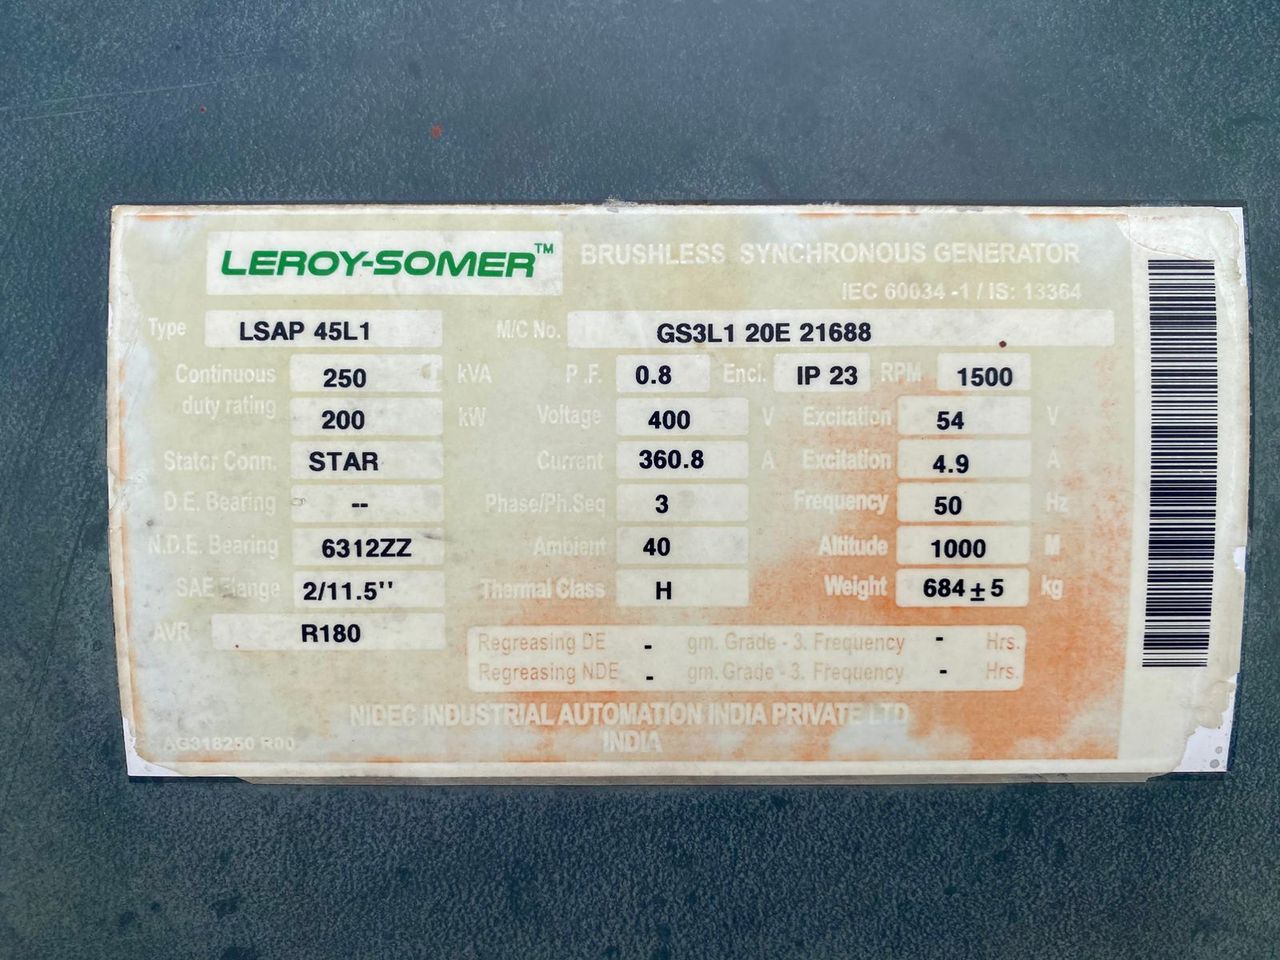 LEROY-SOMER™ BRUSHLESS SYNCHRONOUS GENERATOR
IEC 60034 -1 / IS: 13364
Type LSAP 45L1 M/C No. GS3L1 20E 21688
Continuous duty rating 250 kVA P.F. 0.8 Encl. IP 23 RPM 1500
200 kW Voltage 400 V Excitation 54 V
Stator Conn. STAR Current 360.8 A Excitation 4.9 A
D.E. Bearing -- Phase/Ph.Seq 3 Frequency 50 Hz
N.D.E. Bearing 6312ZZ Ambient 40 Altitude 1000 M
SAE Flange 2/11.5'' Thermal Class H Weight 684±5 kg
AVR R180
Regreasing DE - gm. Grade - 3. Frequency - Hrs.
Regreasing NDE - gm. Grade - 3. Frequency - Hrs.
NIDEC INDUSTRIAL AUTOMATION INDIA PRIVATE LTD
INDIA
AG318250 R00